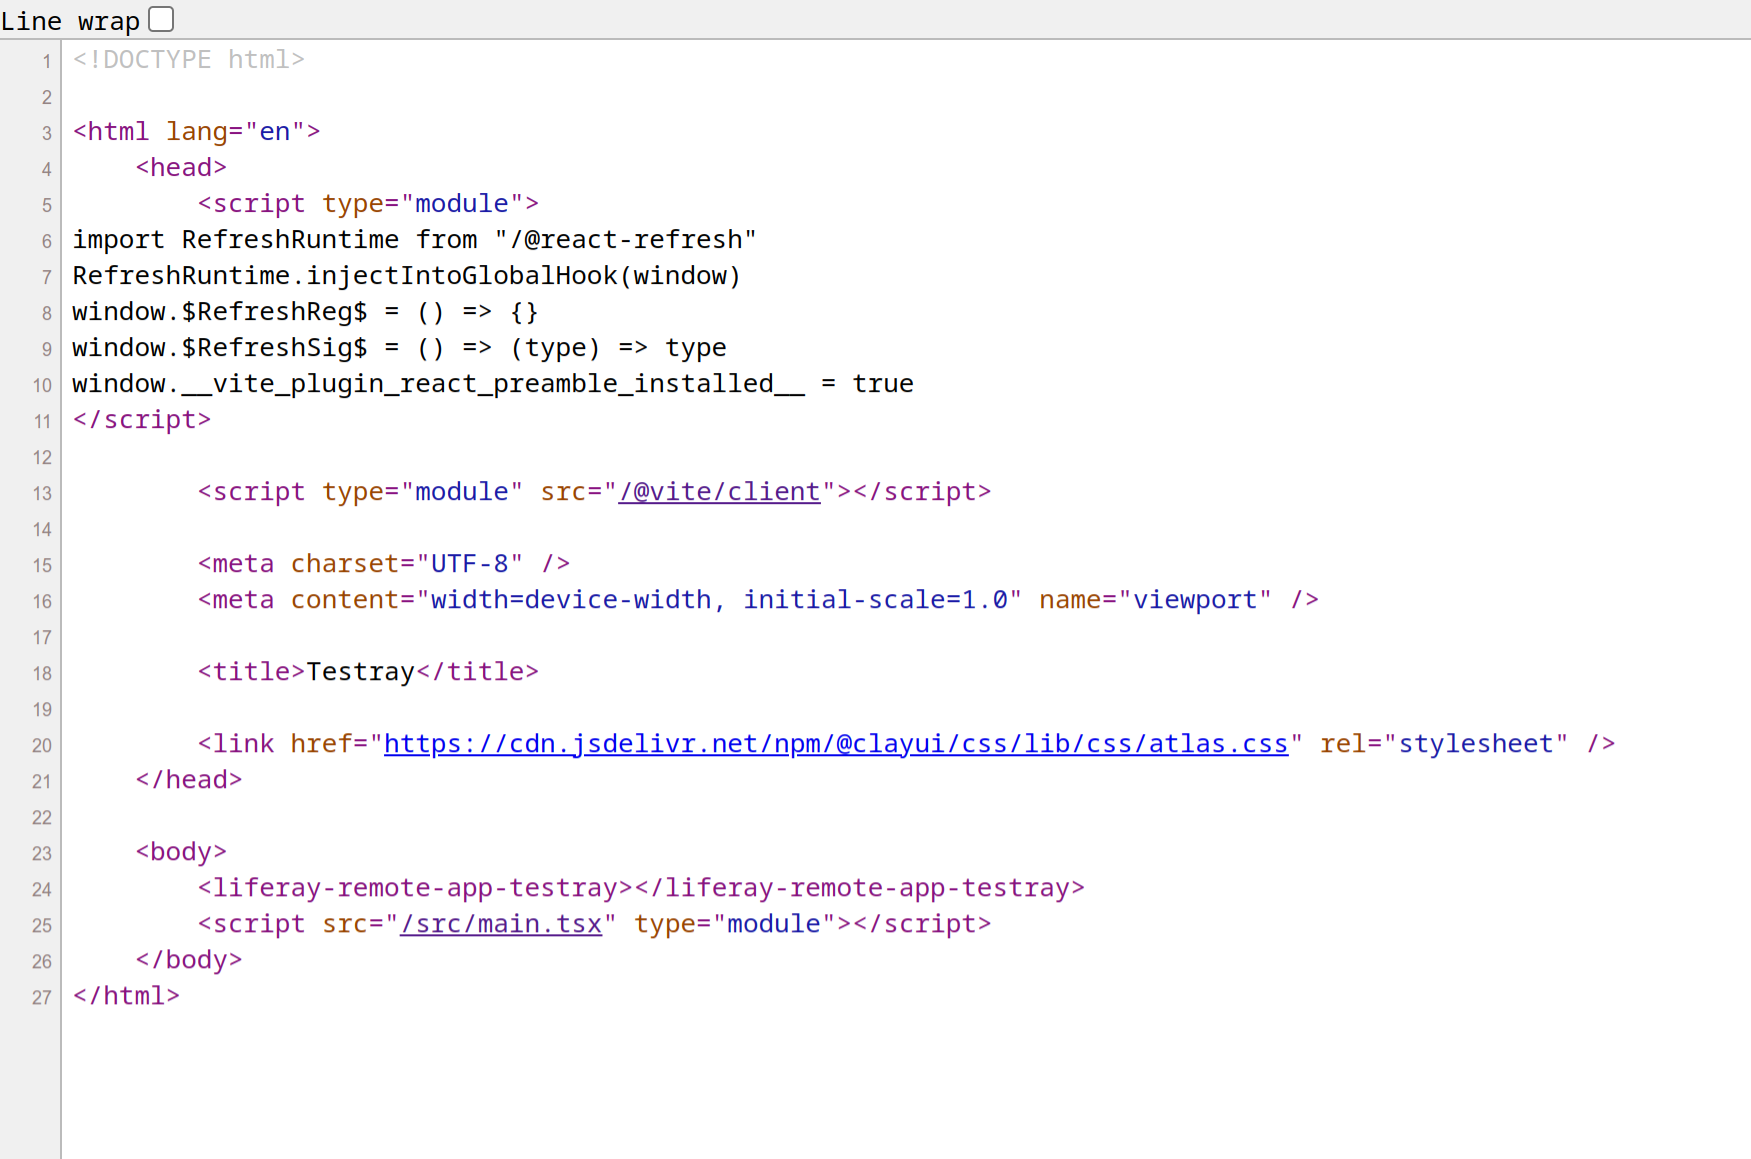 Line wrap
1 <!DOCTYPE html>
2
3 <html lang="en">
4     <head>
5         <script type="module">
6 import RefreshRuntime from "/@react-refresh"
7 RefreshRuntime.injectIntoGlobalHook(window)
8 window.$RefreshReg$ = () => {}
9 window.$RefreshSig$ = () => (type) => type
10 window.__vite_plugin_react_preamble_installed__ = true
11 </script>
12
13         <script type="module" src="/@vite/client"></script>
14
15         <meta charset="UTF-8" />
16         <meta content="width=device-width, initial-scale=1.0" name="viewport" />
17
18         <title>Testray</title>
19
20         <link href="https://cdn.jsdelivr.net/npm/@clayui/css/lib/css/atlas.css" rel="stylesheet" />
21     </head>
22
23     <body>
24         <liferay-remote-app-testray></liferay-remote-app-testray>
25         <script src="/src/main.tsx" type="module"></script>
26     </body>
27 </html>